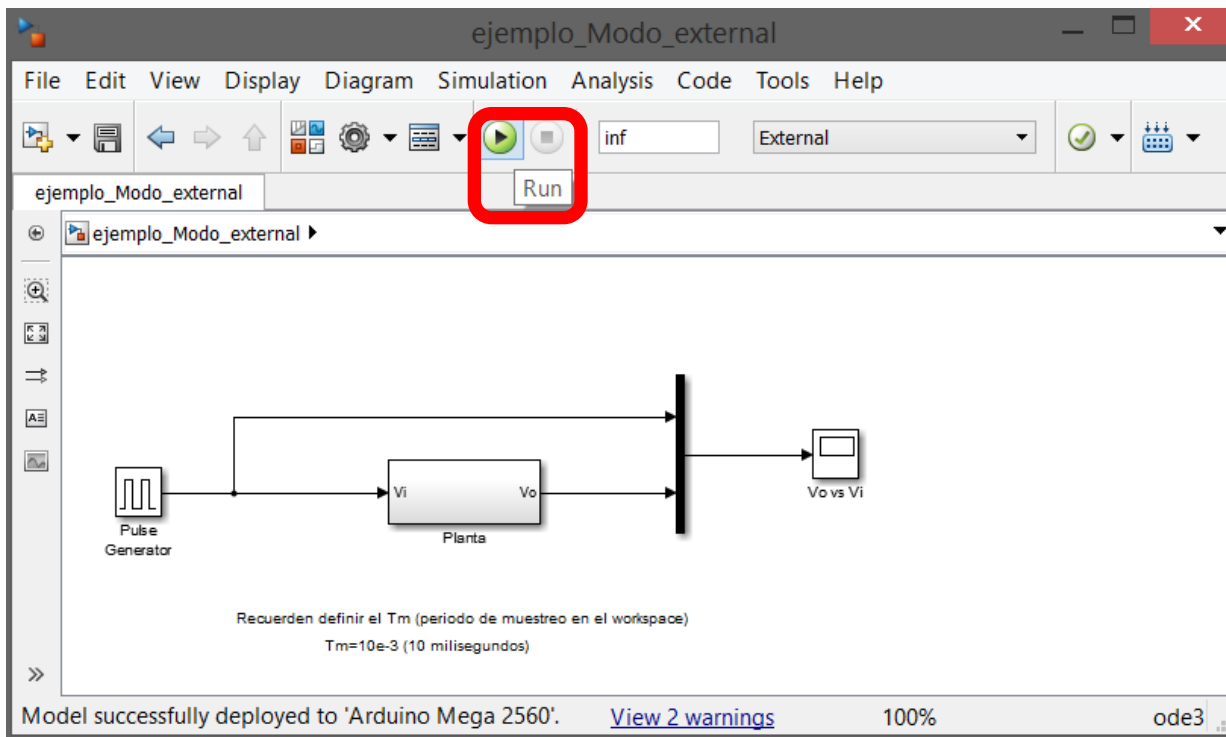 ejemplo_Modo_external
File Edit View Display Diagram Simulation Analysis Code Tools Help
inf External
Run
ejemplo_Modo_external
ejemplo_Modo_external
Vi Vo
Vo vs Vi
Pulse
Generator
Planta
Recuerden definir el Tm (periodo de muestreo en el workspace)
Tm=10e-3 (10 milisegundos)
Model successfully deployed to 'Arduino Mega 2560'. View 2 warnings 100% ode3